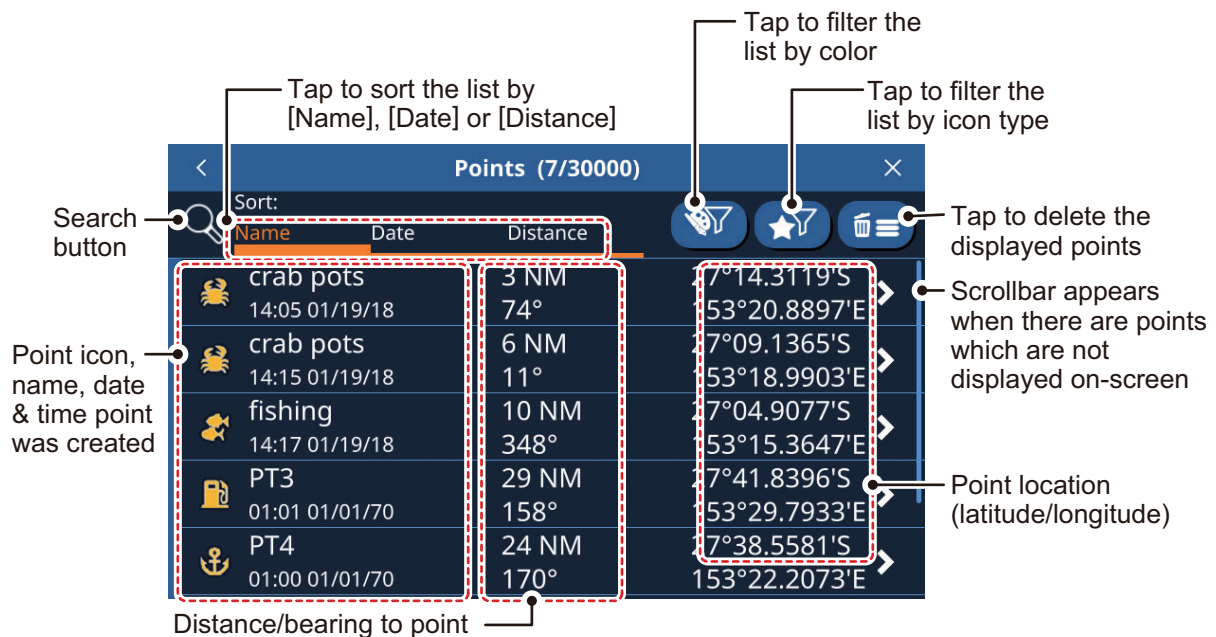 Tap to filter the
list by color
Tap to sort the list by
[Name], [Date] or [Distance]
Tap to filter the
list by icon type
Points (7/30000)
Search
button
Sort:
Name Date Distance
Tap to delete the
displayed points
Scrollbar appears
when there are points
which are not
displayed on-screen
Point icon,
name, date
& time point
was created
crab pots 3 NM 27°14.3119'S
14:05 01/19/18 74° 153°20.8897'E
crab pots 6 NM 27°09.1365'S
14:15 01/19/18 11° 153°18.9903'E
fishing 10 NM 27°04.9077'S
14:17 01/19/18 348° 153°15.3647'E
PT3 29 NM 27°41.8396'S
01:01 01/01/70 158° 153°29.7933'E
PT4 24 NM 27°38.5581'S
01:00 01/01/70 170° 153°22.2073'E
Point location
(latitude/longitude)
Distance/bearing to point